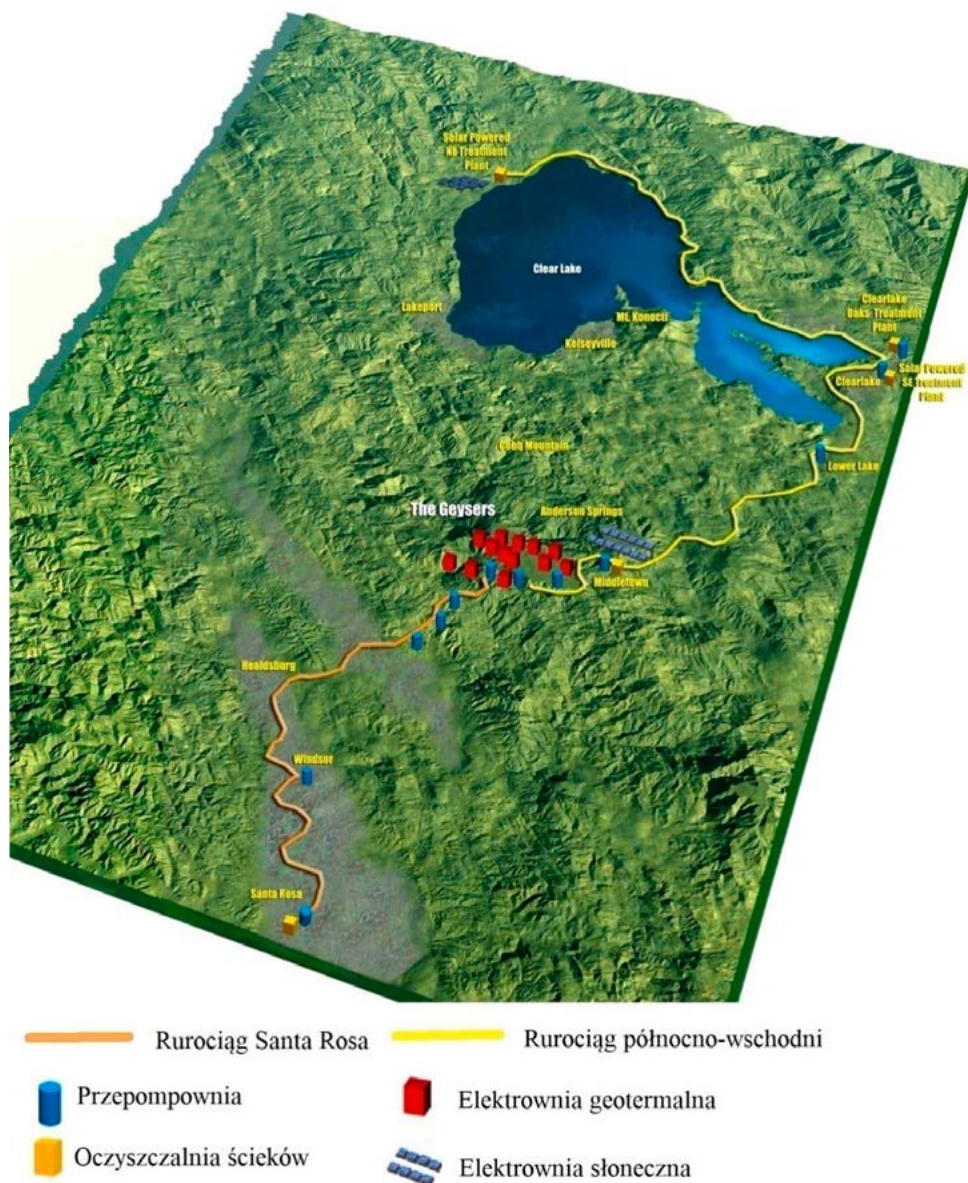 Solar Powered
NE Treatment
Plant
Clear Lake
Lakeport
Mt. Konocti
Kelseyville
Clearlake
Oaks Treatment
Plant
Clearlake
Solar Powered
SE Treatment
Plant
Cobb Mountain
Lower Lake
The Geysers
Anderson Springs
Middletown
Healdsburg
Windsor
Santa Rosa
Rurociąg Santa Rosa
Rurociąg północno-wschodni
Przepompownia
Elektrownia geotermalna
Oczyszczalnia ścieków
Elektrownia słoneczna